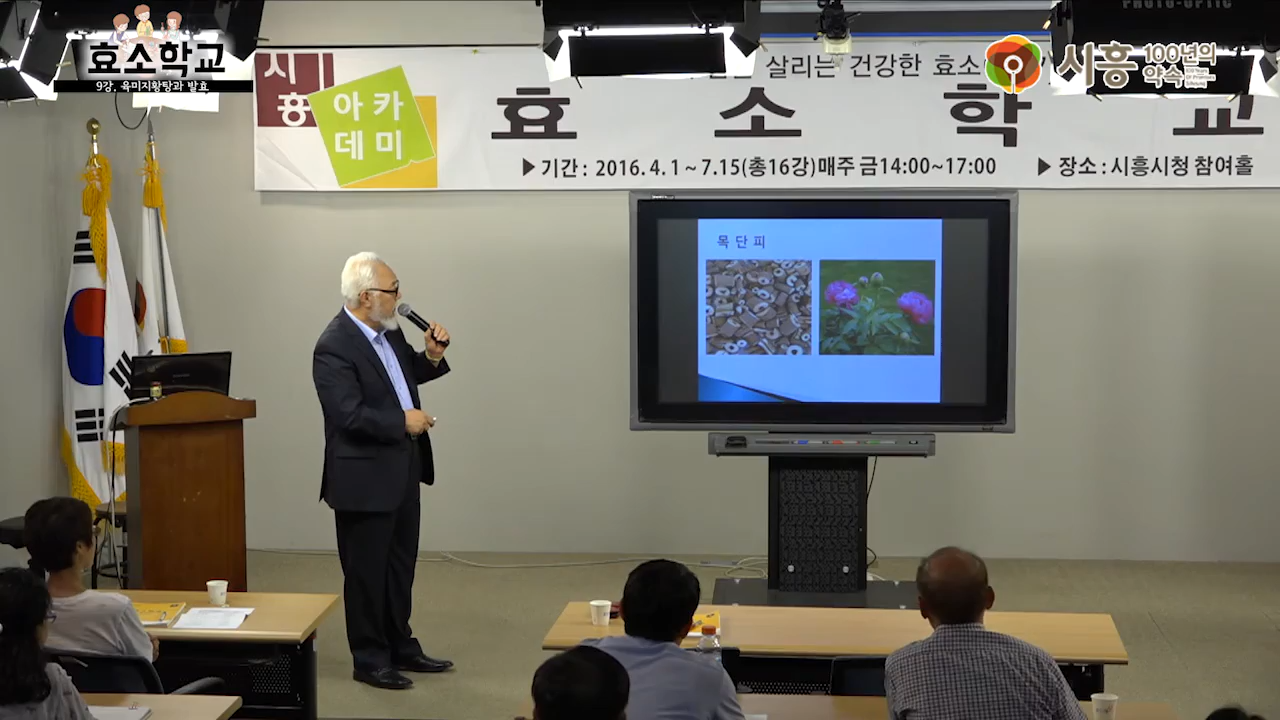 효소학교
9강. 육미지황탕과 발효
시흥
아카
데미
살리는 건강한 효소
효소학교
▶기간 : 2016. 4. 1 ~ 7.15(총16강)매주 금14:00~17:00
▶장소 : 시흥시청 참여홀
시흥 100년의
약속
PHOTO-OPTIC
목단피